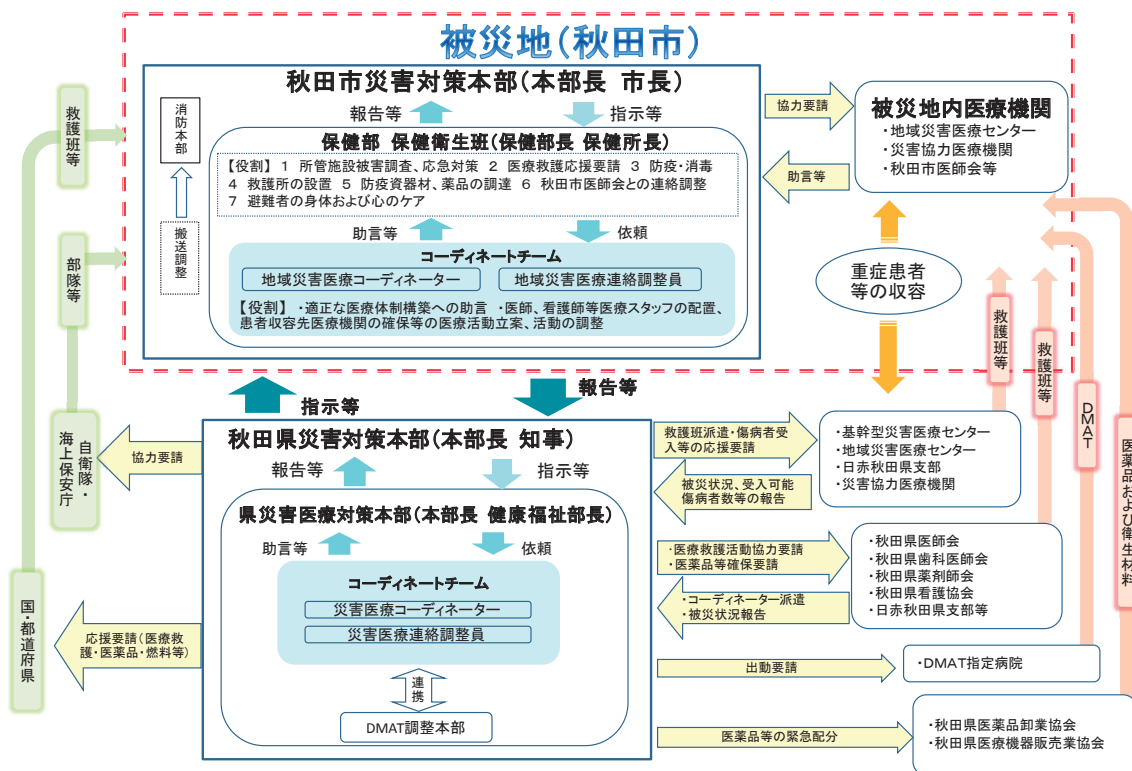 被災地(秋田市)
秋田市災害対策本部(本部長 市長)
報告等
指示等
消防本部
搬送調整
保健部 保健衛生班(保健部長 保健所長)
【役割】 1 所管施設被害調査、応急対策 2 医療救護応援要請 3 防疫・消毒
4 救護所の設置 5 防疫資器材、薬品の調達 6 秋田市医師会との連絡調整
7 避難者の身体および心のケア
助言等
依頼
コーディネートチーム
地域災害医療コーディネーター
地域災害医療連絡調整員
【役割】 ・適正な医療体制構築への助言 ・医師、看護師等医療スタッフの配置、
患者収容先医療機関の確保等の医療活動立案、活動の調整
協力要請
助言等
被災地内医療機関
・地域災害医療センター
・災害協力医療機関
・秋田市医師会等
重症患者
等の収容
救護班等
部隊等
自衛隊・
海上保安庁
国・都道府県
指示等
報告等
秋田県災害対策本部(本部長 知事)
報告等
指示等
県災害医療対策本部(本部長 健康福祉部長)
助言等
依頼
コーディネートチーム
災害医療コーディネーター
災害医療連絡調整員
連携
DMAT調整本部
協力要請
応援要請(医療救
護・医薬品・燃料等)
救護班派遣・傷病者受
入等の応援要請
被災状況、受入可能
傷病者数等の報告
・基幹型災害医療センター
・地域災害医療センター
・日赤秋田県支部
・災害協力医療機関
・医療救護活動協力要請
・医薬品等確保要請
・コーディネーター派遣
・被災状況報告
・秋田県医師会
・秋田県歯科医師会
・秋田県薬剤師会
・秋田県看護協会
・日赤秋田県支部等
出動要請
・DMAT指定病院
医薬品等の緊急配分
・秋田県医薬品卸業協会
・秋田県医療機器販売業協会
救護班等
救護班等
DMAT
医薬品および衛生材料